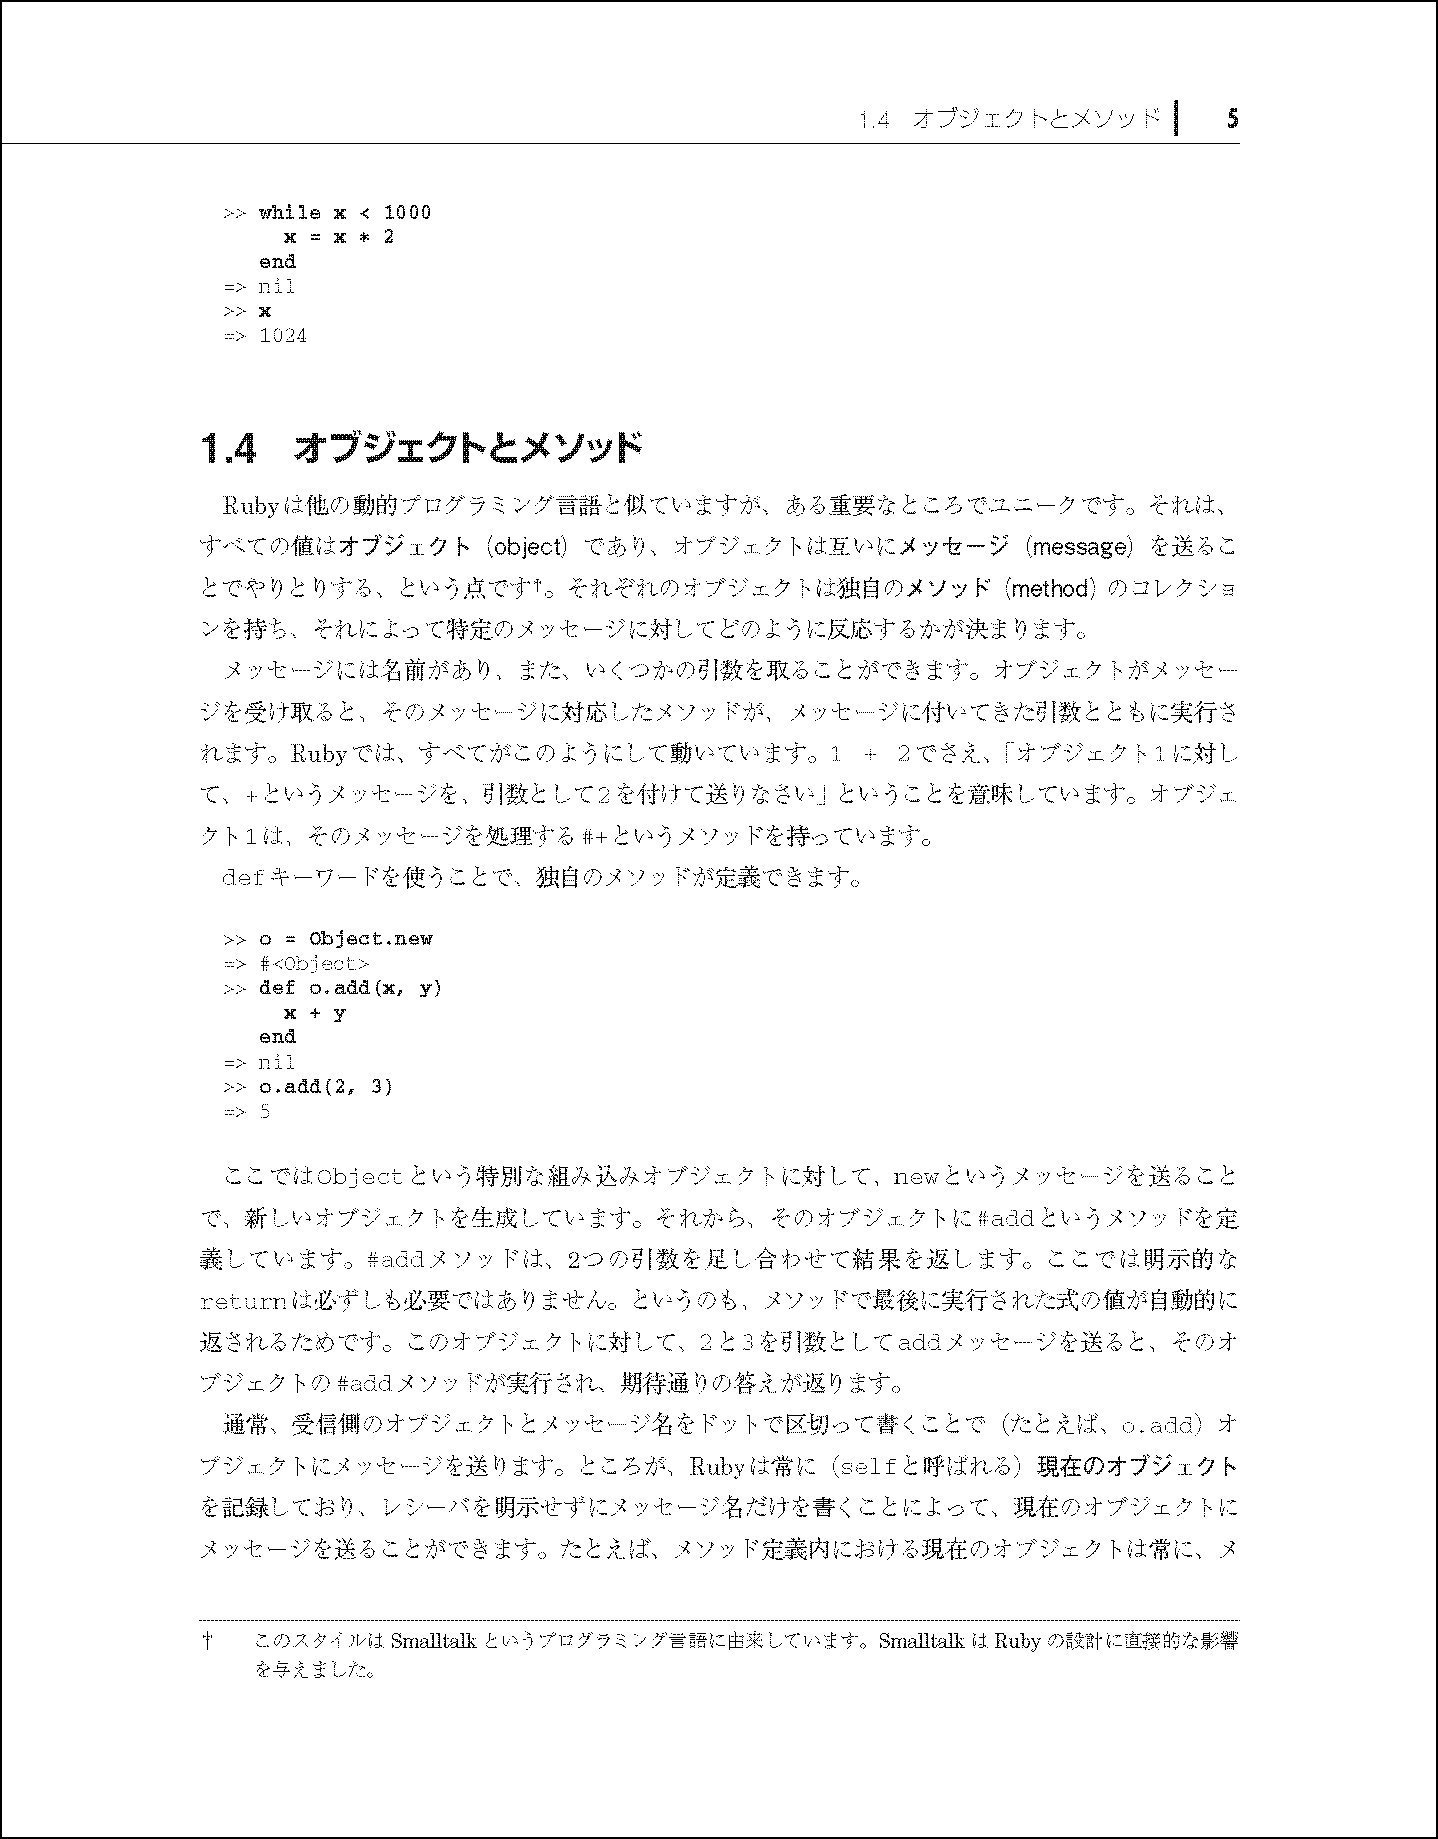 1.4　オブジェクトとメソッド　5
>> while x < 1000
     x = x * 2
   end
=> nil
>> x
=> 1024
1.4　オブジェクトとメソッド
Rubyは他の動的プログラミング言語と似ていますが、ある重要なところでユニークです。それは、
すべての値はオブジェクト（object）であり、オブジェクトは互いにメッセージ（message）を送るこ
とでやりとりする、という点です†。それぞれのオブジェクトは独自のメソッド（method）のコレクショ
ンを持ち、それによって特定のメッセージに対してどのように反応するかが決まります。
メッセージには名前があり、また、いくつかの引数を取ることができます。オブジェクトがメッセー
ジを受け取ると、そのメッセージに対応したメソッドが、メッセージに付いてきた引数とともに実行さ
れます。Rubyでは、すべてがこのようにして動いています。1 + 2でさえ、「オブジェクト1に対し
て、+というメッセージを、引数として2を付けて送りなさい」ということを意味しています。オブジェ
クト1は、そのメッセージを処理する#+というメソッドを持っています。
defキーワードを使うことで、独自のメソッドが定義できます。
>> o = Object.new
=> #<Object>
>> def o.add(x, y)
     x + y
   end
=> nil
>> o.add(2, 3)
=> 5
ここではObjectという特別な組み込みオブジェクトに対して、newというメッセージを送ること
で、新しいオブジェクトを生成しています。それから、そのオブジェクトに#addというメソッドを定
義しています。#addメソッドは、2つの引数を足し合わせて結果を返します。ここでは明示的な
returnは必ずしも必要ではありません。というのも、メソッドで最後に実行された式の値が自動的に
返されるためです。このオブジェクトに対して、2と3を引数としてaddメッセージを送ると、そのオ
ブジェクトの#addメソッドが実行され、期待通りの答えが返ります。
通常、受信側のオブジェクトとメッセージ名をドットで区切って書くことで（たとえば、o.add）オ
ブジェクトにメッセージを送ります。ところが、Rubyは常に（selfと呼ばれる）現在のオブジェクト
を記録しており、レシーバを明示せずにメッセージ名だけを書くことによって、現在のオブジェクトに
メッセージを送ることができます。たとえば、メソッド定義内における現在のオブジェクトは常に、メ
†　このスタイルは Smalltalk というプログラミング言語に由来しています。Smalltalk は Ruby の設計に直接的な影響
を与えました。